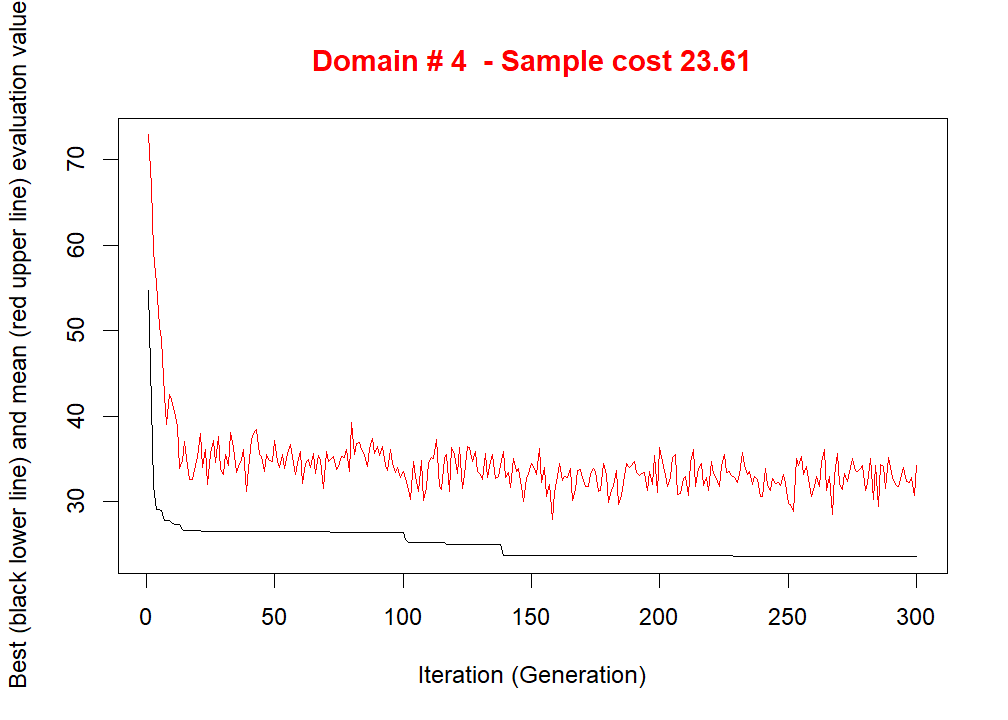 Domain # 4  - Sample cost 23.61
Best (black lower line) and mean (red upper line) evaluation value
70
60
50
40
30
0 50 100 150 200 250 300
Iteration (Generation)